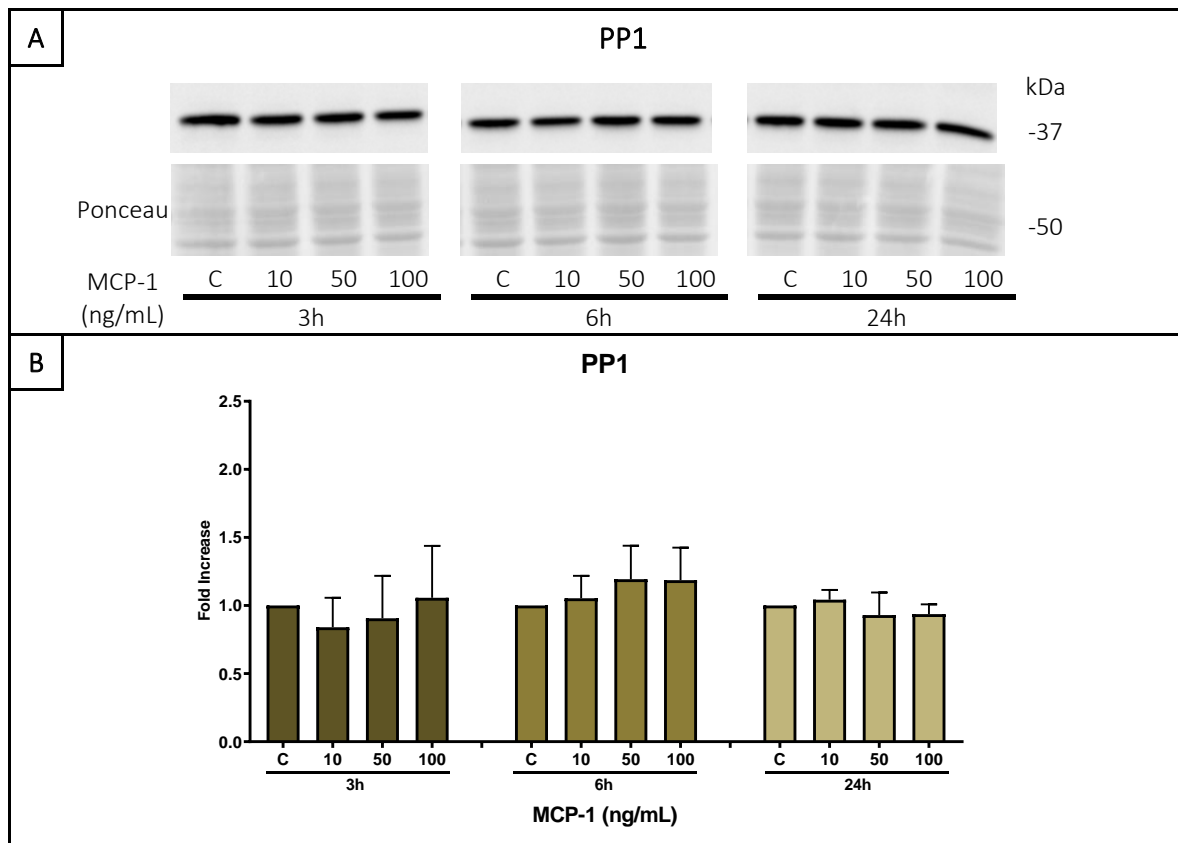 A
PP1
kDa
-37
Ponceau
-50
MCP-1 C 10 50 100 C 10 50 100 C 10 50 100
(ng/mL) 3h 6h 24h
B
PP1
2.5
2.0
1.5
1.0
0.5
0.0
Fold Increase
C 10 50 100 C 10 50 100 C 10 50 100
3h 6h 24h
MCP-1 (ng/mL)